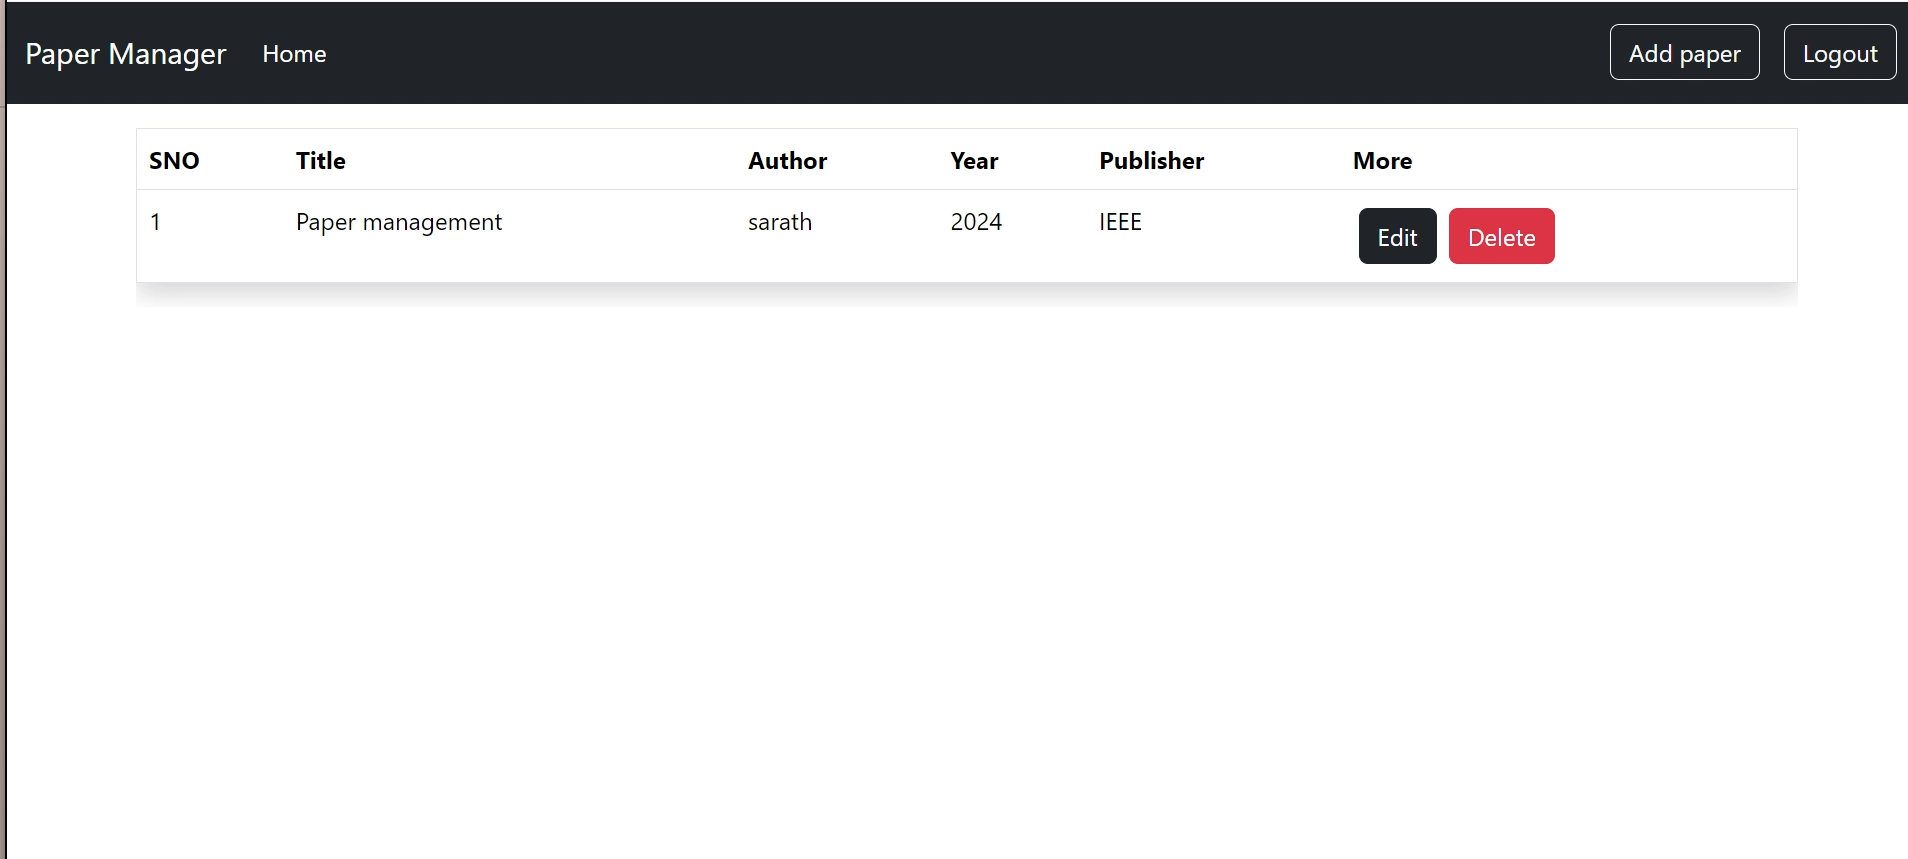 Paper Manager Home Add paper Logout
SNO Title Author Year Publisher More
1 Paper management sarath 2024 IEEE Edit Delete